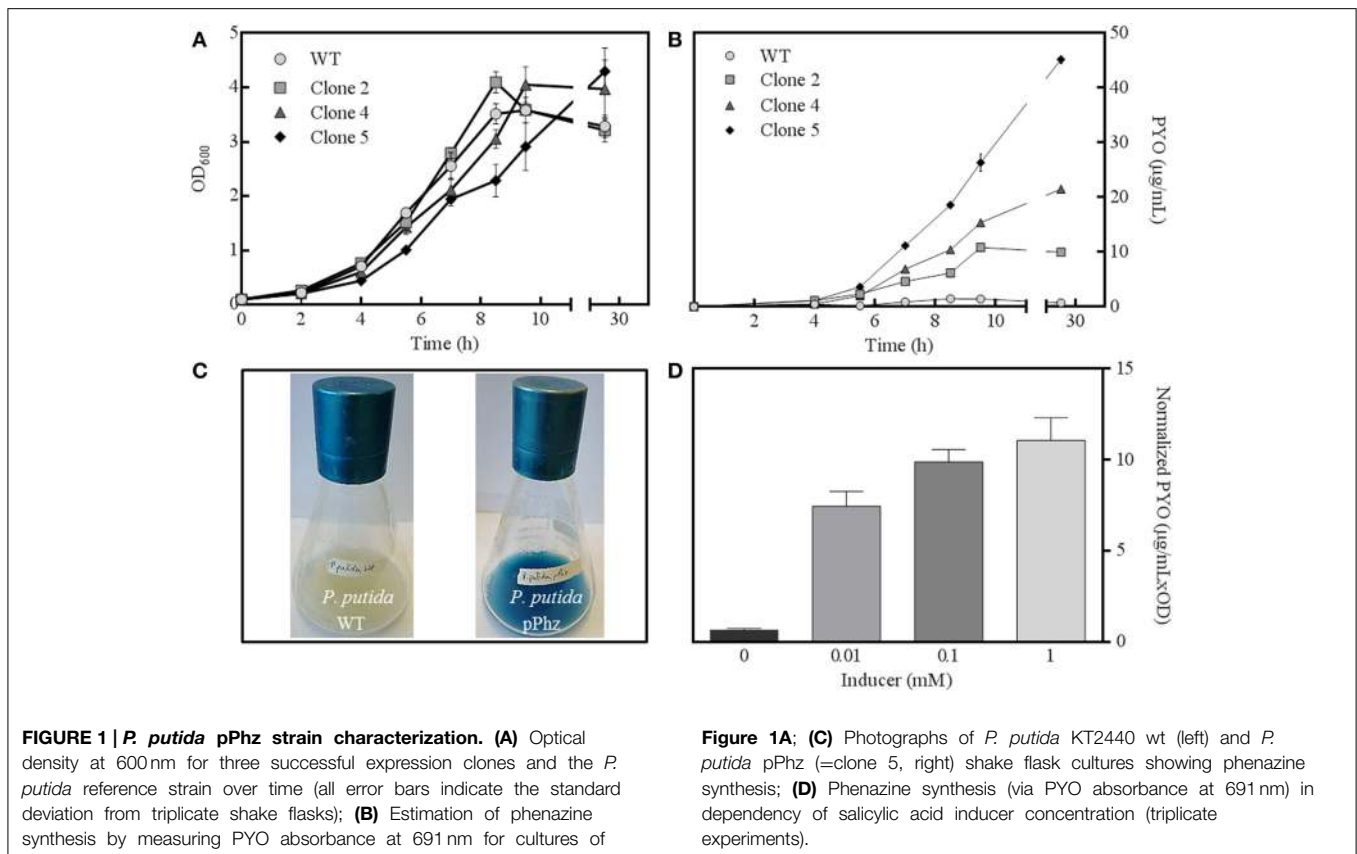 A
5
4
3
2
1
0
OD600
WT
Clone 2
Clone 4
Clone 5
0 2 4 6 8 10 30
Time (h)
B
50
40
30
20
10
0
PYO (µg/mL)
WT
Clone 2
Clone 4
Clone 5
2 4 6 8 10 30
Time (h)
C
P. putida
WT
P. putida
pPhz
D
15
10
5
0
Normalized PYO (µg/mLxOD)
0 0.01 0.1 1
Inducer (mM)
FIGURE 1 | P. putida pPhz strain characterization. (A) Optical
density at 600 nm for three successful expression clones and the P.
putida reference strain over time (all error bars indicate the standard
deviation from triplicate shake flasks); (B) Estimation of phenazine
synthesis by measuring PYO absorbance at 691 nm for cultures of
Figure 1A; (C) Photographs of P. putida KT2440 wt (left) and P.
putida pPhz (=clone 5, right) shake flask cultures showing phenazine
synthesis; (D) Phenazine synthesis (via PYO absorbance at 691 nm) in
dependency of salicylic acid inducer concentration (triplicate
experiments).